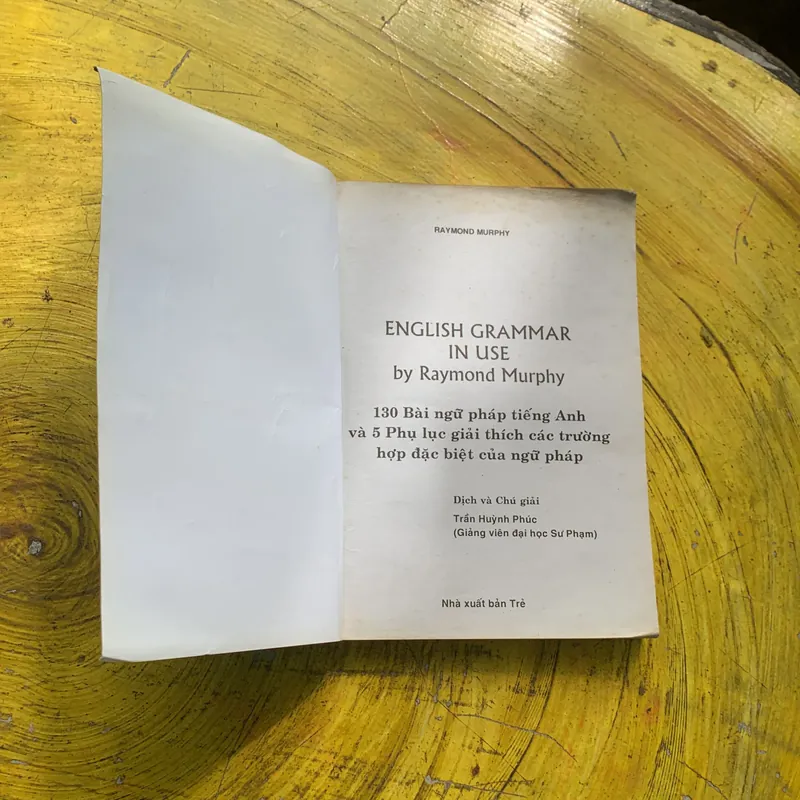 RAYMOND MURPHY
ENGLISH GRAMMAR
IN USE
by Raymond Murphy
130 Bài ngữ pháp tiếng Anh
và 5 Phụ lục giải thích các trường
hợp đặc biệt của ngữ pháp
Dịch và Chú giải
Trần Huỳnh Phúc
(Giảng viên đại học Sư Phạm)
Nhà xuất bản Trẻ